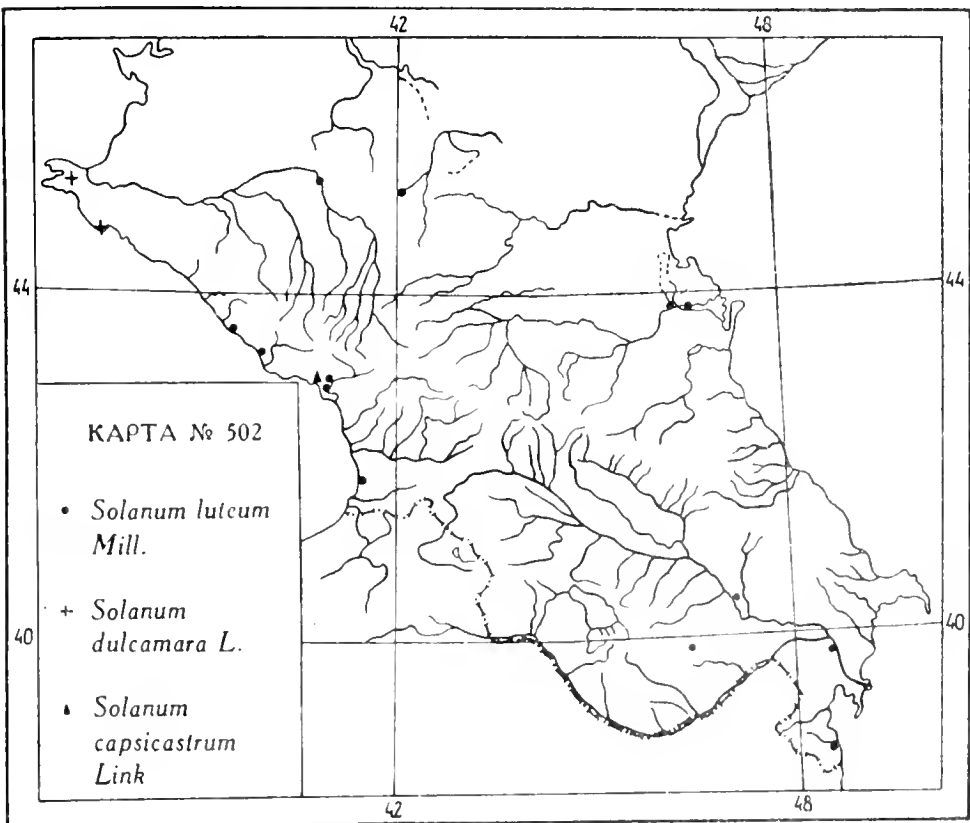 42 48
44 44
КАРТА № 502
• Solanum luteum
Mill.
+ Solanum
dulcamara L.
▲ Solanum
capsicastrum
Link
40 40
42 48